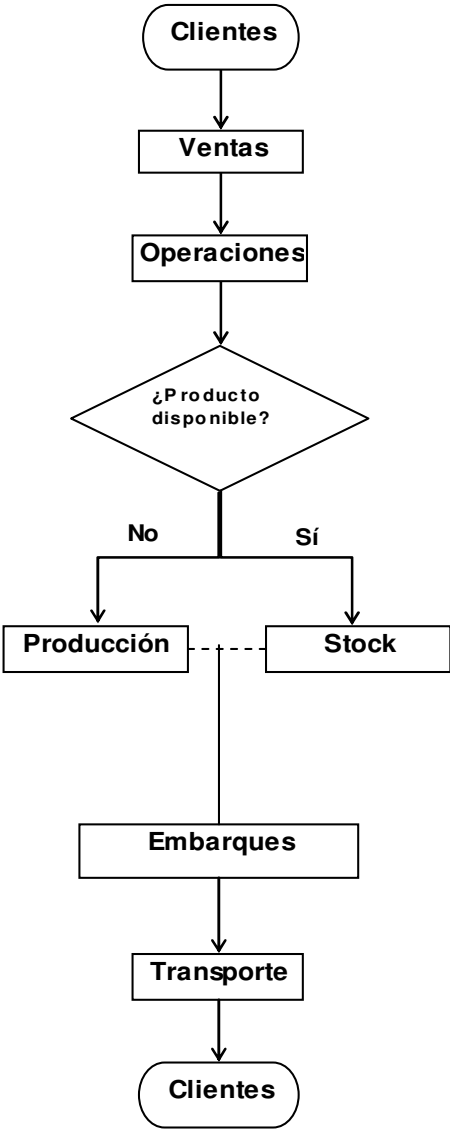 Clientes
Ventas
Operaciones
¿Producto
disponible?
No
Sí
Producción
Stock
Embarques
Transporte
Clientes